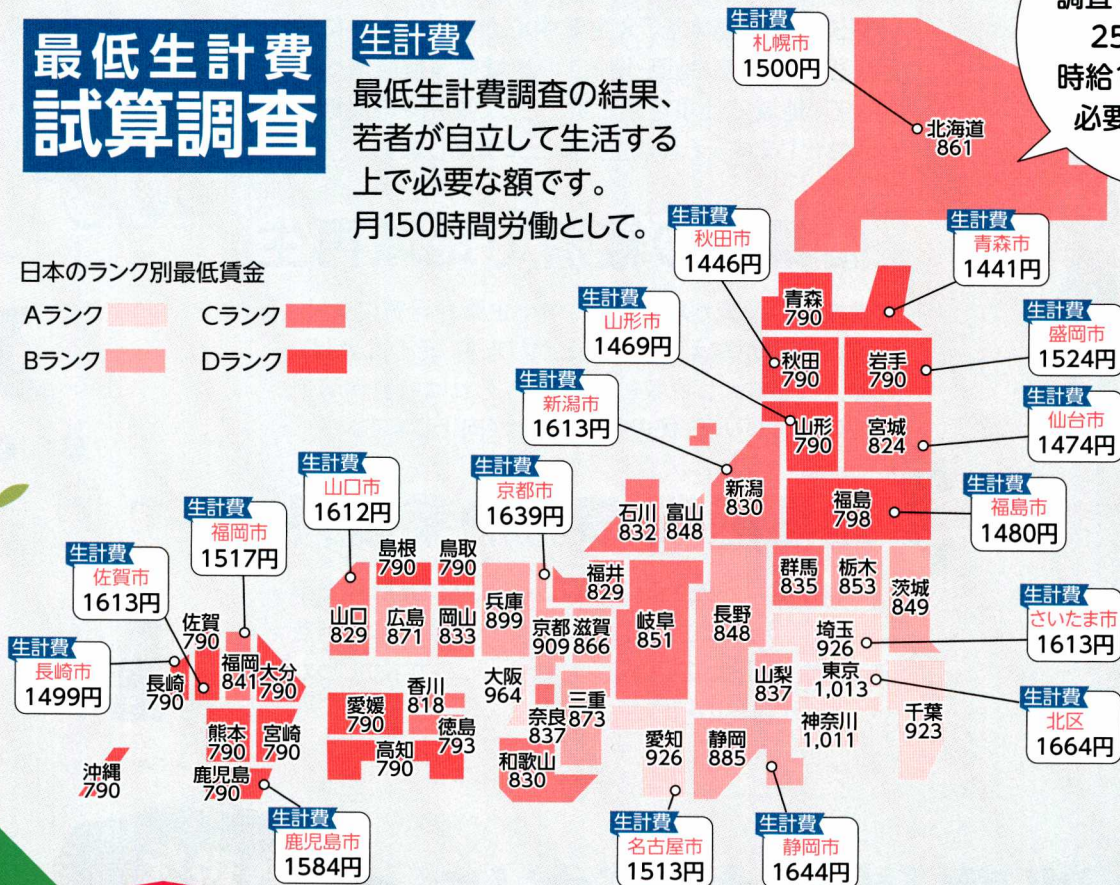 最低生計費
試算調査
生計費
最低生計費調査の結果、
若者が自立して生活する
上で必要な額です。
月150時間労働として。
日本のランク別最低賃金
Aランク
Cランク
Bランク
Dランク
25
時給
必要
生計費
札幌市
1500円
北海道
861
生計費
秋田市
1446円
生計費
青森市
1441円
生計費
山形市
1469円
生計費
盛岡市
1524円
生計費
新潟市
1613円
生計費
仙台市
1474円
生計費
山口市
1612円
生計費
京都市
1639円
生計費
福島市
1480円
生計費
福岡市
1517円
生計費
佐賀市
1613円
生計費
長崎市
1499円
生計費
さいたま市
1613円
生計費
北区
1664円
生計費
鹿児島市
1584円
生計費
名古屋市
1513円
生計費
静岡市
1644円
青森
790
秋田
790
岩手
790
山形
790
宮城
824
新潟
830
福島
798
石川
832
富山
848
福井
829
群馬
835
栃木
853
茨城
849
島根
790
鳥取
790
兵庫
899
山口
829
広島
871
岡山
833
京都
909
滋賀
866
岐阜
851
長野
848
埼玉
926
東京
1,013
山梨
837
神奈川
1,011
千葉
923
佐賀
790
福岡
841
大分
790
長崎
790
熊本
790
宮崎
790
鹿児島
790
沖縄
790
愛媛
790
香川
818
徳島
793
高知
790
大阪
964
奈良
837
三重
873
和歌山
830
愛知
926
静岡
885